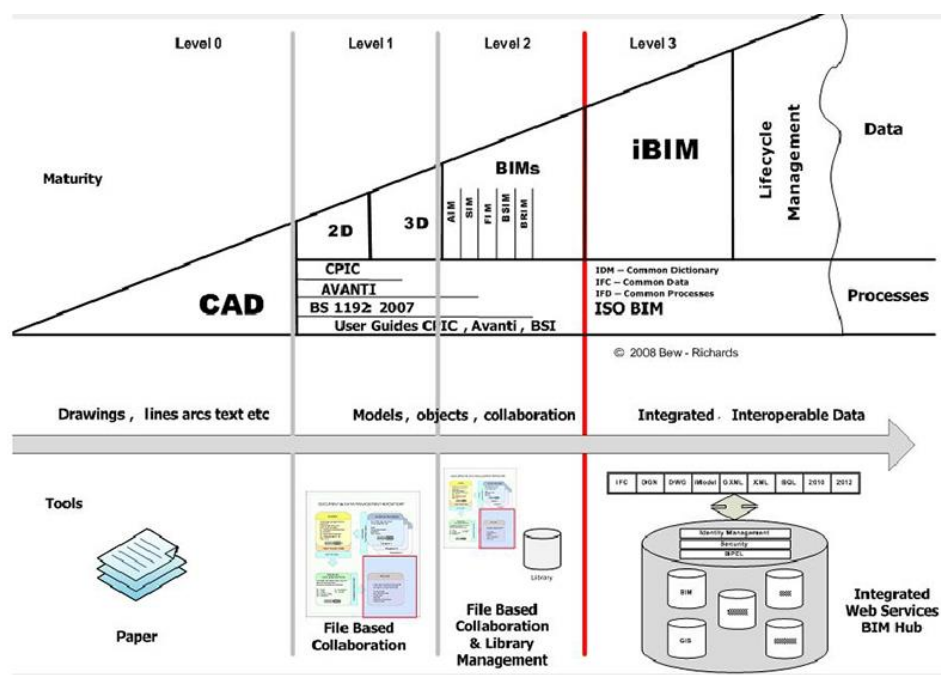 Level 0
Level 1
Level 2
Level 3
Maturity
CAD
2D
3D
BIMs
AIM
SIM
FIM
BSIM
BRIM
iBIM
Lifecycle
Management
Data
CPIC
AVANTI
BS 1192: 2007
User Guides CPIC , Avanti , BSI
IDM – Common Dictionary
IFC – Common Data
IFD – Common Processes
ISO BIM
Processes
© 2008 Bew - Richards
Drawings , lines arcs text etc
Models , objects , collaboration
Integrated , Interoperable Data
Tools
Paper
File Based
Collaboration
Library
File Based
Collaboration
& Library
Management
IFC DGN DWG iModel GXML XML SQL 2010 2012
Identity Management
Security
BIM
GIS
Integrated
Web Services
BIM Hub